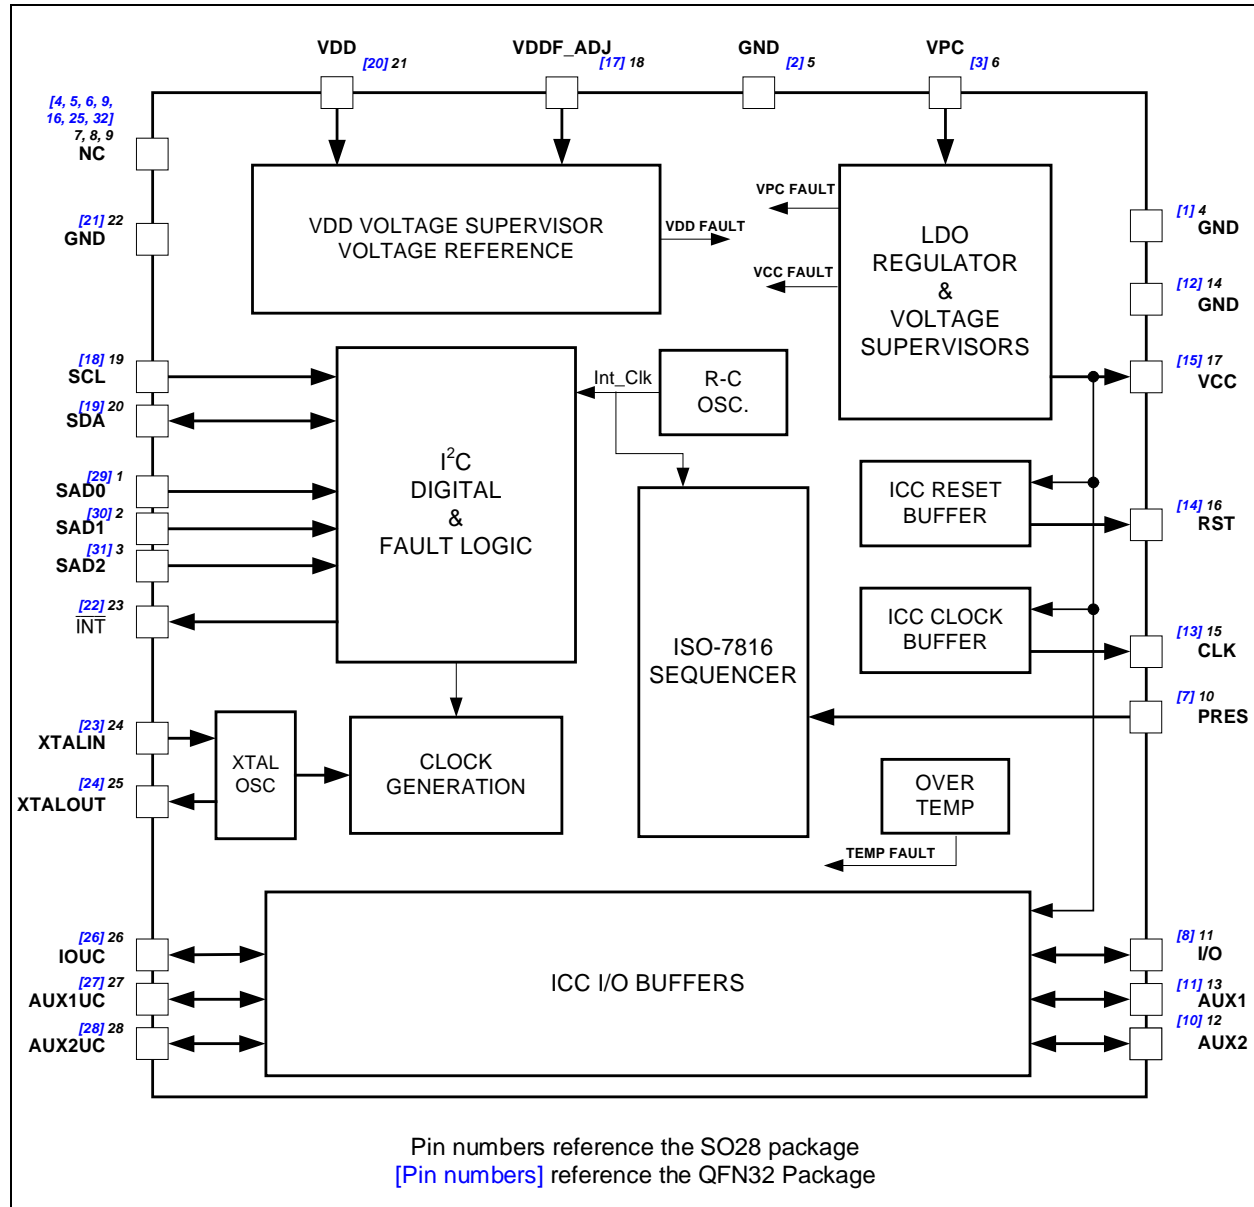 VDD
[20] 21
VDDF_ADJ
[17] 18
GND
[2] 5
VPC
[3] 6
[4, 5, 6, 9,
16, 25, 32]
7, 8, 9
NC
[21] 22
GND
VDD VOLTAGE SUPERVISOR
VOLTAGE REFERENCE
VDD FAULT
VPC FAULT
VCC FAULT
LDO
REGULATOR
&
VOLTAGE
SUPERVISORS
[1] 4
GND
[12] 14
GND
[15] 17
VCC
[18] 19
SCL
[19] 20
SDA
[29] 1
SAD0
[30] 2
SAD1
[31] 3
SAD2
[22] 23
INT
I2C
DIGITAL
&
FAULT LOGIC
Int_Clk
R-C
OSC.
ICC RESET
BUFFER
[14] 16
RST
ICC CLOCK
BUFFER
[13] 15
CLK
ISO-7816
SEQUENCER
[7] 10
PRES
[23] 24
XTALIN
[24] 25
XTALOUT
XTAL
OSC
CLOCK
GENERATION
OVER
TEMP
TEMP FAULT
[26] 26
IOUC
[27] 27
AUX1UC
[28] 28
AUX2UC
ICC I/O BUFFERS
[8] 11
I/O
[11] 13
AUX1
[10] 12
AUX2
Pin numbers reference the SO28 package
[Pin numbers] reference the QFN32 Package